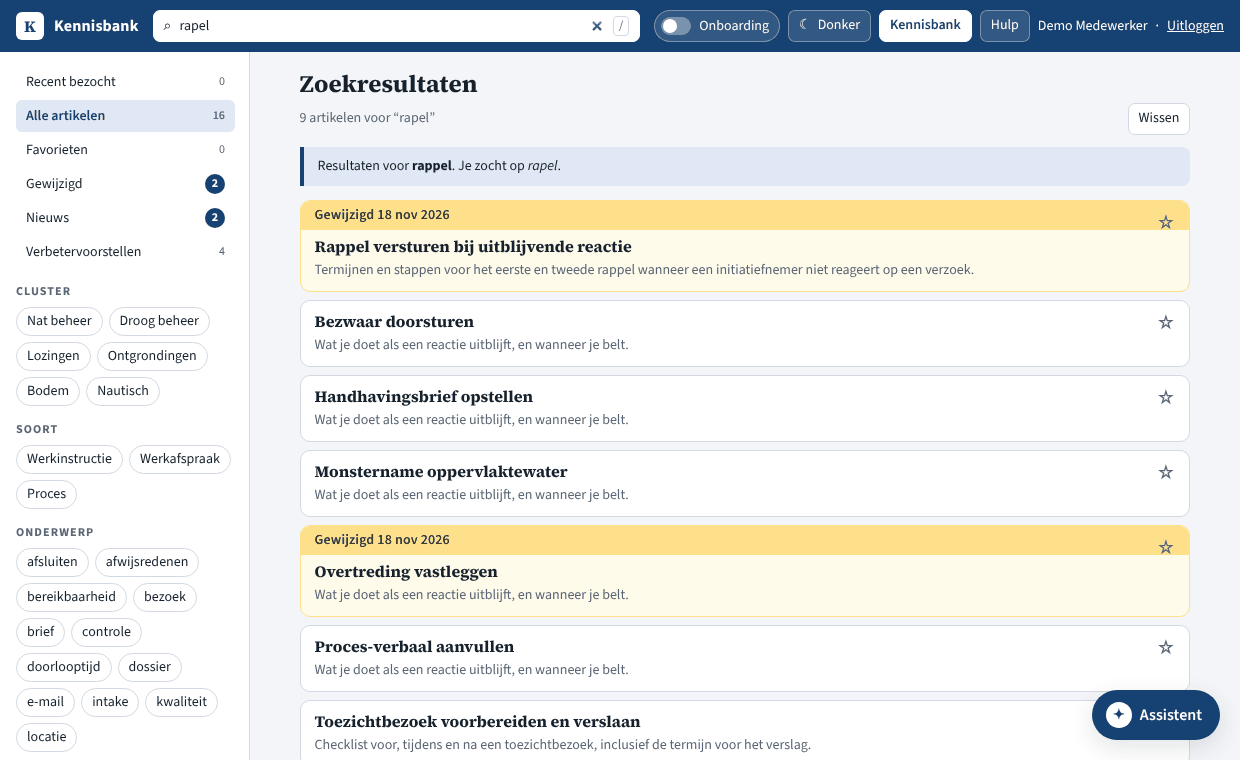 K Kennisbank
rapel
/
Onboarding
Donker
Kennisbank
Hulp
Demo Medewerker · Uitloggen
Recent bezocht 0
Alle artikelen 16
Favorieten 0
Gewijzigd 2
Nieuws 2
Verbetervoorstellen 4
CLUSTER
Nat beheer Droog beheer
Lozingen Ontgrondingen
Bodem Nautisch
SOORT
Werkinstructie Werkafspraak
Proces
ONDERWERP
afsluiten afwijsredenen
bereikbaarheid bezoek
brief controle
doorlooptijd dossier
e-mail intake kwaliteit
locatie
Zoekresultaten
9 artikelen voor “rapel”
Wissen
Resultaten voor rappel. Je zocht op rapel.
Gewijzigd 18 nov 2026
Rappel versturen bij uitblijvende reactie
Termijnen en stappen voor het eerste en tweede rappel wanneer een initiatiefnemer niet reageert op een verzoek.
Bezwaar doorsturen
Wat je doet als een reactie uitblijft, en wanneer je belt.
Handhavingsbrief opstellen
Wat je doet als een reactie uitblijft, en wanneer je belt.
Monstername oppervlaktewater
Wat je doet als een reactie uitblijft, en wanneer je belt.
Gewijzigd 18 nov 2026
Overtreding vastleggen
Wat je doet als een reactie uitblijft, en wanneer je belt.
Proces-verbaal aanvullen
Wat je doet als een reactie uitblijft, en wanneer je belt.
Toezichtbezoek voorbereiden en verslaan
Checklist voor, tijdens en na een toezichtbezoek, inclusief de termijn voor het verslag.
Assistent